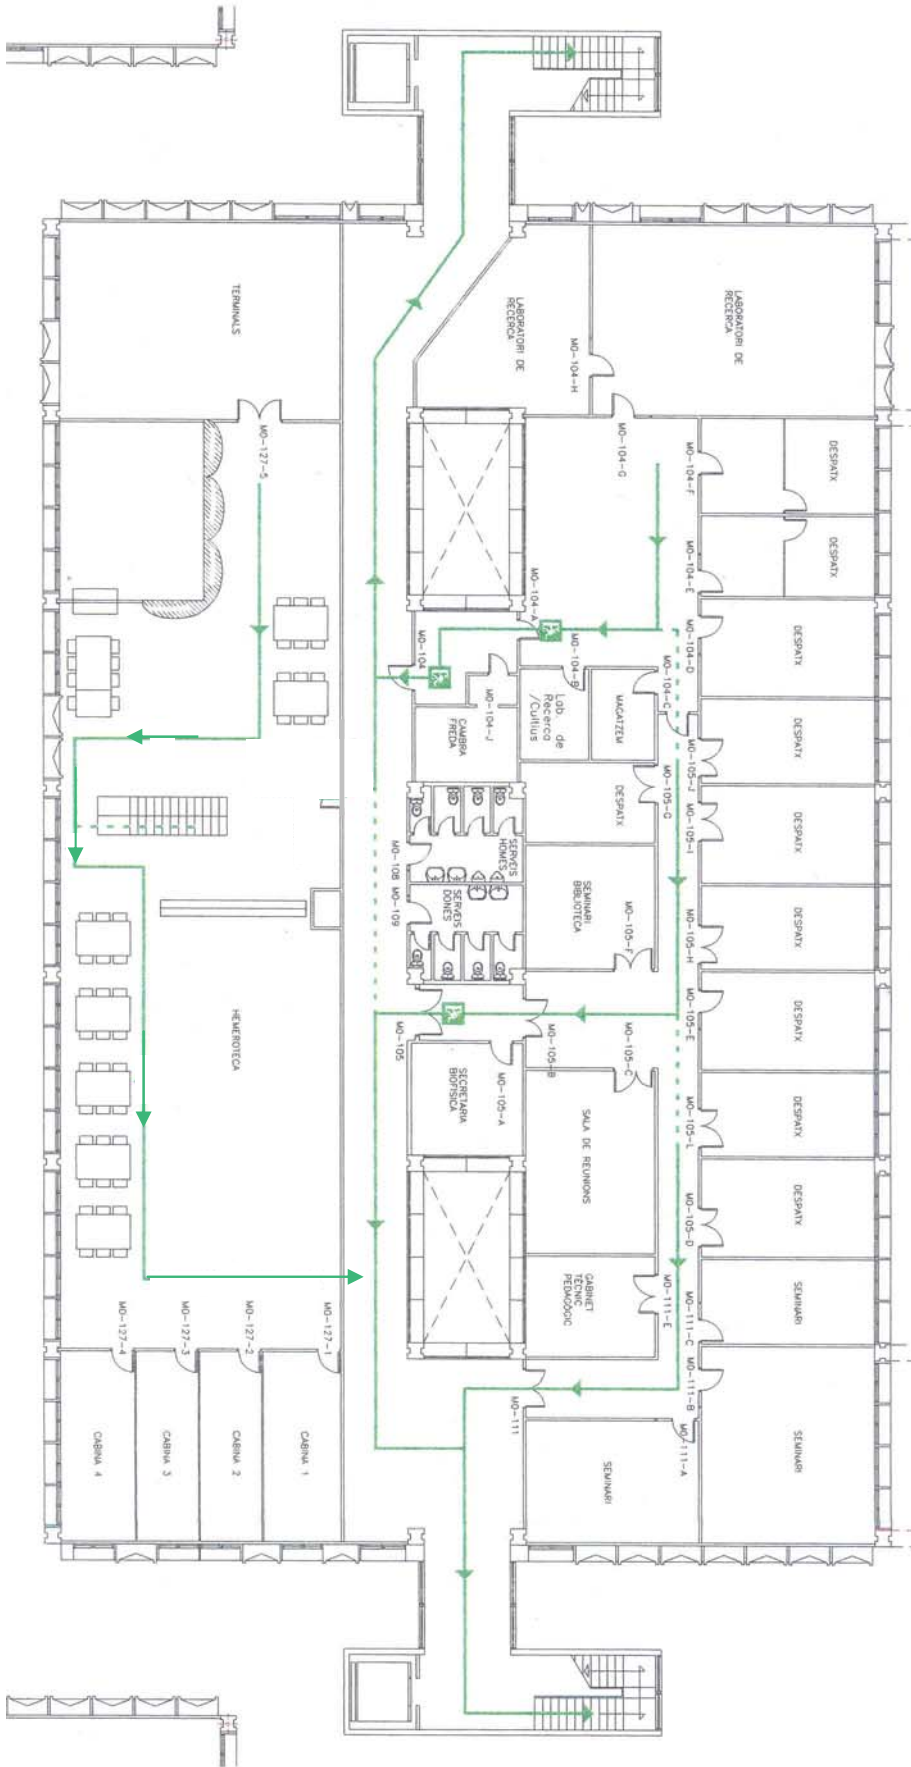 TERMINALS
LABORATORI DE
RECERCA
MO-104-H
LABORATORI DE
RECERCA
MO-127-5
MO-104-G
MO-104-F
DESPATX
MO-104-E
DESPATX
MO-104-A
MO-104
MO-104-B
MO-104-C
MO-104-D
DESPATX
MO-104-J
CAMBRA
FREDA
Lab. de
Recerca
/Cultius
MAGATZEM
MO-105-J
DESPATX
MO-105-G
DESPATX
MO-105-I
DESPATX
MO-108
SERVEIS
HOMES
MO-109
SERVEIS
DONES
SEMINARI
BIBLIOTECA
MO-105-F
MO-105-H
DESPATX
HEMEROTECA
MO-105
MO-105-B
MO-105-C
MO-105-E
DESPATX
SECRETARIA
BIOFISICA
MO-105-A
SALA DE REUNIONS
MO-105-L
DESPATX
MO-105-D
DESPATX
GABINET
TÈCNIC
PEDAGÒGIC
MO-111-E
MO-111-C
SEMINARI
MO-127-4
MO-127-3
MO-127-2
MO-127-1
MO-111
MO-111-B
MO-111-A
SEMINARI
SEMINARI
CABINA 4
CABINA 3
CABINA 2
CABINA 1